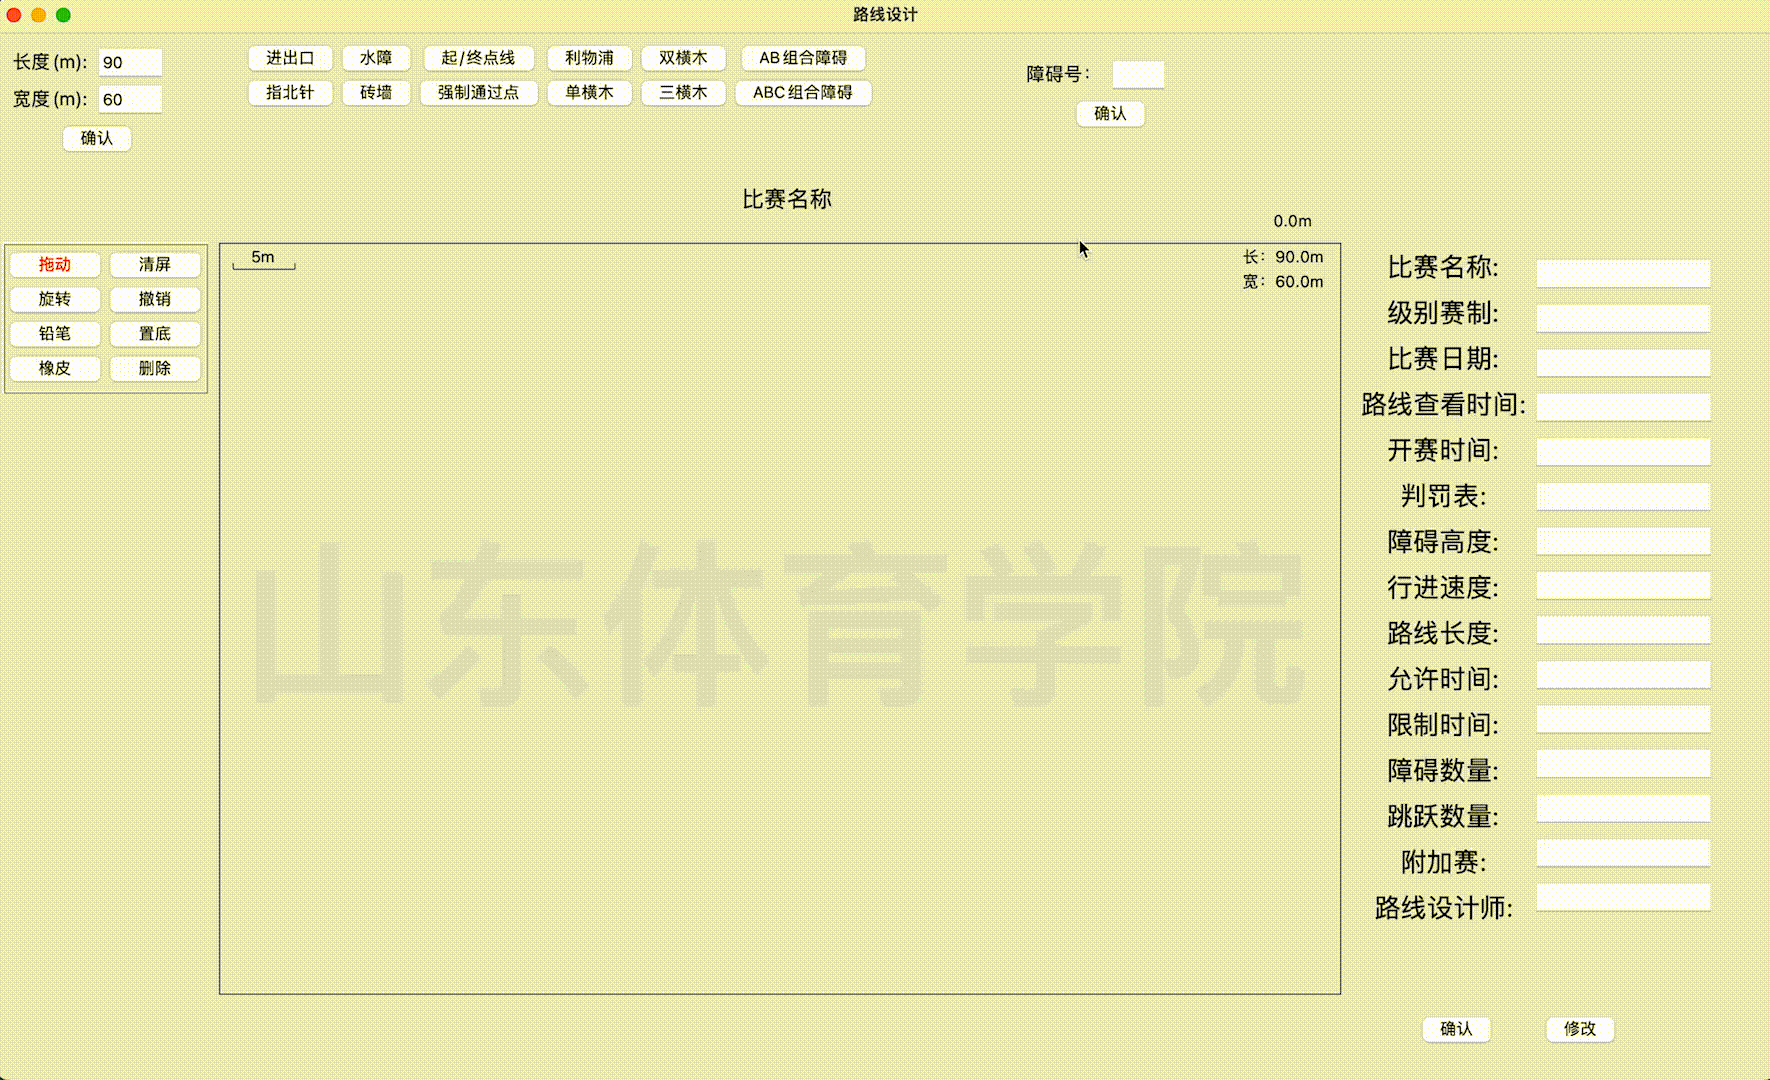 路线设计
长度(m): 90
宽度(m): 60
确认
进出口 水障 起/终点线 利物浦 双横木 AB组合障碍
指北针 砖墙 强制通过点 单横木 三横木 ABC组合障碍
障碍号:
确认
比赛名称
0.0m
拖动 清屏
旋转 撤销
铅笔 置底
橡皮 删除
5m
长: 90.0m
宽: 60.0m
山东体育学院
比赛名称:
级别赛制:
比赛日期:
路线查看时间:
开赛时间:
判罚表:
障碍高度:
行进速度:
路线长度:
允许时间:
限制时间:
障碍数量:
跳跃数量:
附加赛:
路线设计师:
确认 修改